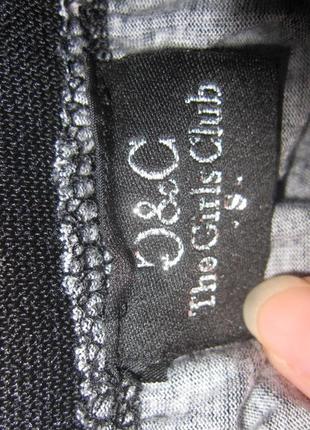 D&C
The Girls Club
S